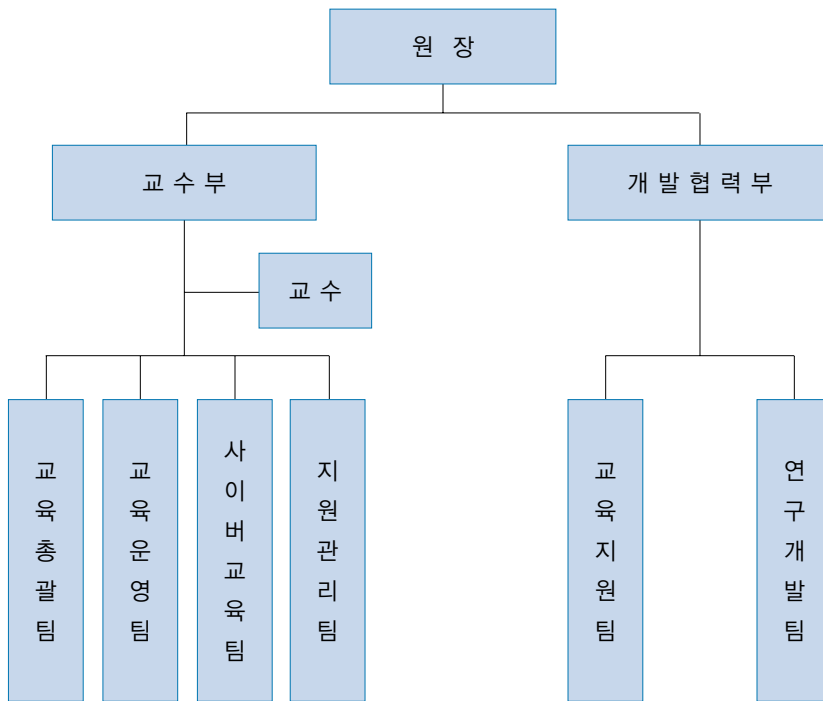 원 장
교 수 부
개 발 협 력 부
교 수
교육총괄팀
교육운영팀
사이버교육팀
지원관리팀
교육지원팀
연구개발팀